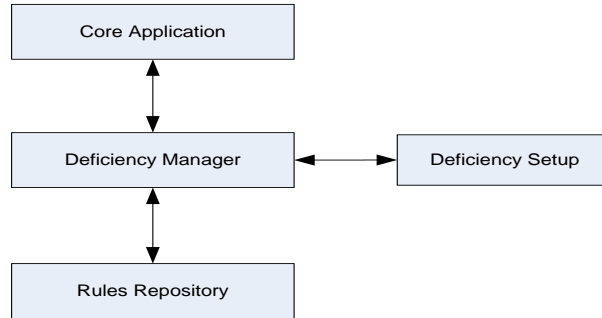 Core Application
Deficiency Manager
Deficiency Setup
Rules Repository